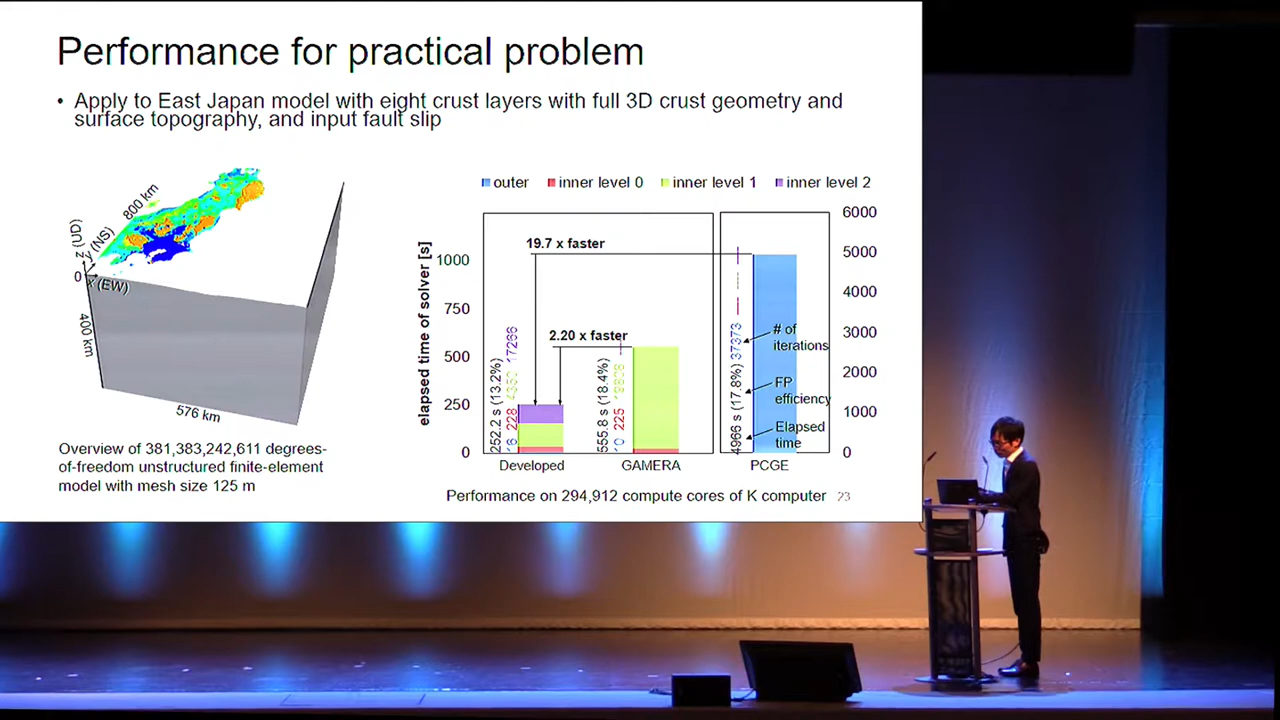 Performance for practical problem
• Apply to East Japan model with eight crust layers with full 3D crust geometry and
surface topography, and input fault slip
800 km
z (UD)
y (NS)
0
x (EW)
400 km
576 km
Overview of 381,383,242,611 degrees-
of-freedom unstructured finite-element
model with mesh size 125 m
outer inner level 0 inner level 1 inner level 2
elapsed time of solver [s]
1000
750
500
250
0
19.7 x faster
2.20 x faster
252.2 s (13.2%)
16 228 4350 17266
555.8 s (18.4%)
10 225
4966 s (17.8%) 37373
# of
iterations
FP
efficiency
Elapsed
time
6000
5000
4000
3000
2000
1000
0
Developed GAMERA PCGE
Performance on 294,912 compute cores of K computer 23